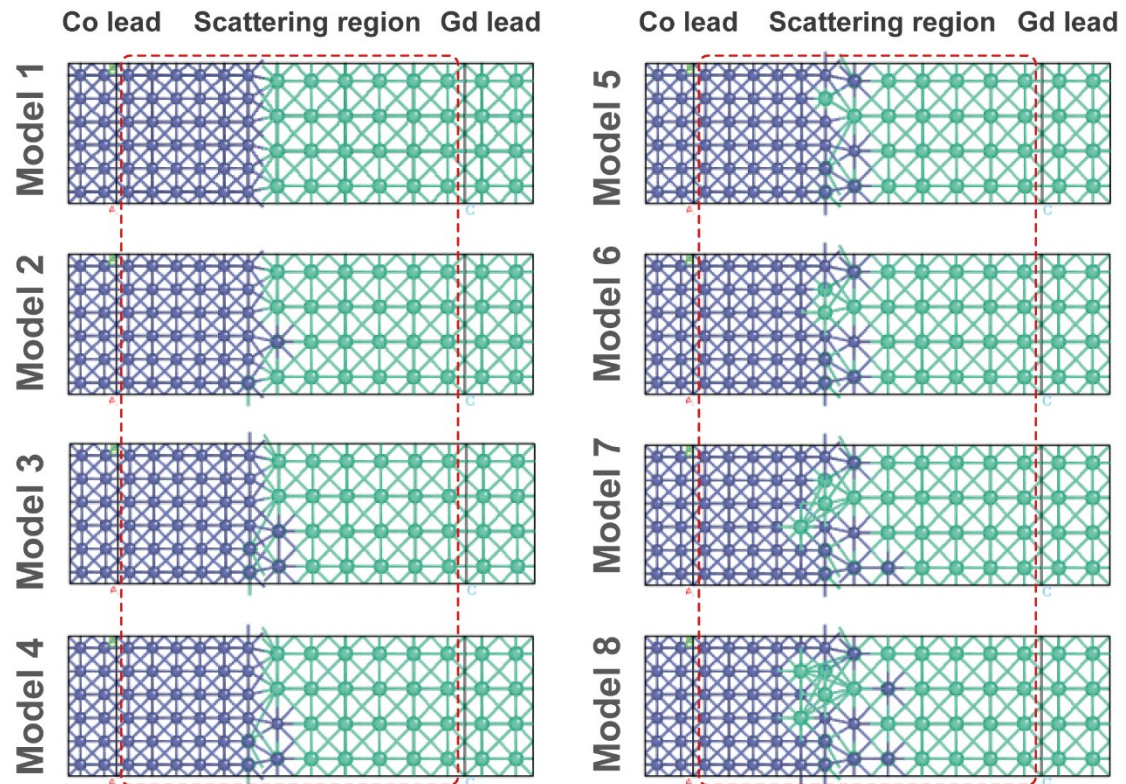 Co lead Scattering region Gd lead
Co lead Scattering region Gd lead
Model 1
Model 2
Model 3
Model 4
Model 5
Model 6
Model 7
Model 8
A
C
A
C
A
C
A
C
A
C
A
C
A
C